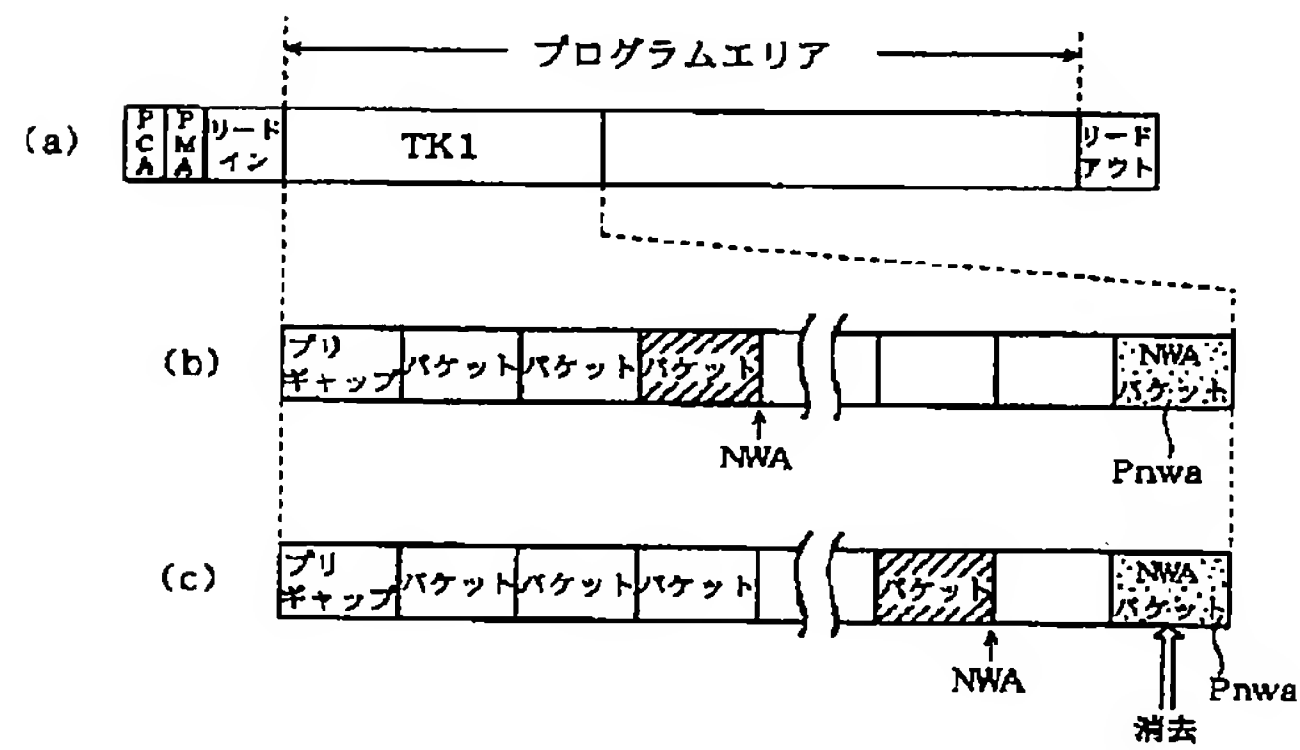 プログラムエリア
(a)
PCA
PMA
リード
イン
TK1
リード
アウト
(b)
プリ
ギャップ
パケット
パケット
パケット
NWA
パケット
NWA
Pnwa
(c)
プリ
ギャップ
パケット
パケット
パケット
パケット
NWA
パケット
NWA
Pnwa
消去